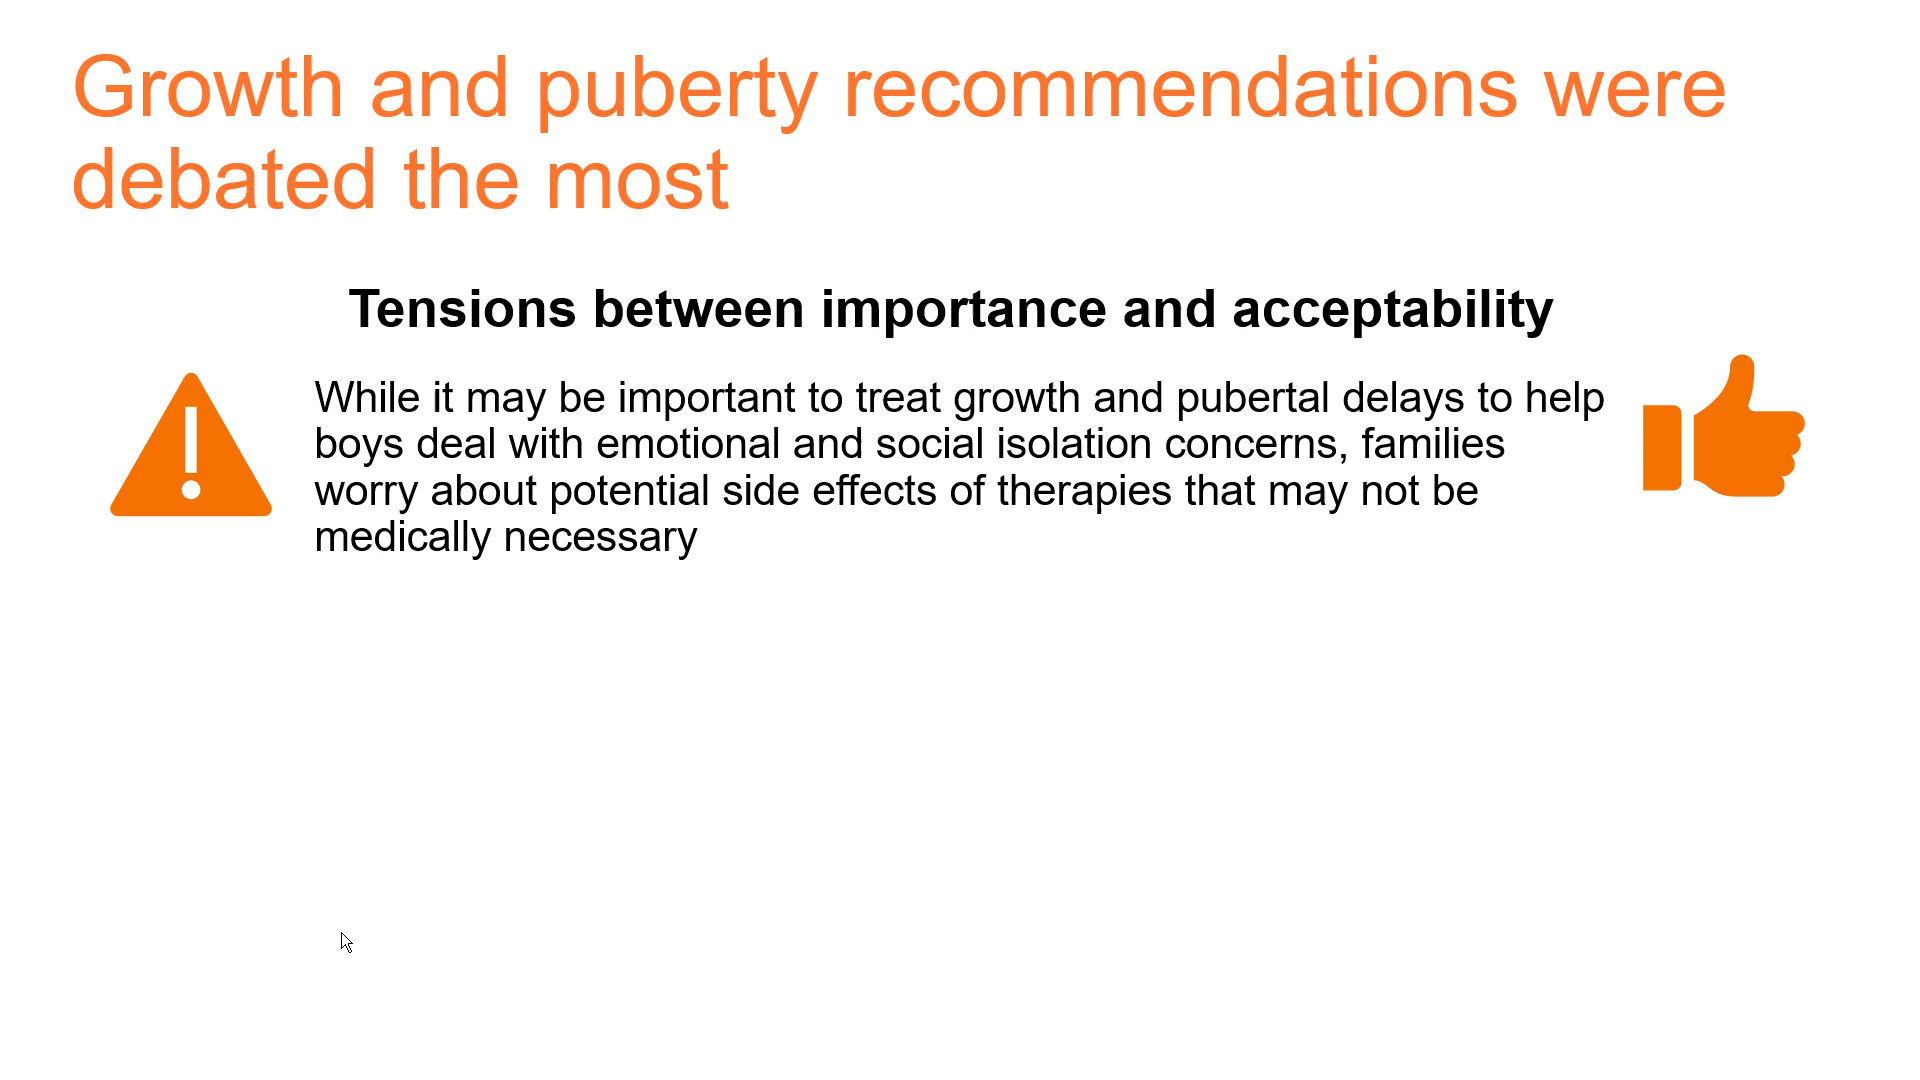 Growth and puberty recommendations were
debated the most
Tensions between importance and acceptability
While it may be important to treat growth and pubertal delays to help
boys deal with emotional and social isolation concerns, families
worry about potential side effects of therapies that may not be
medically necessary